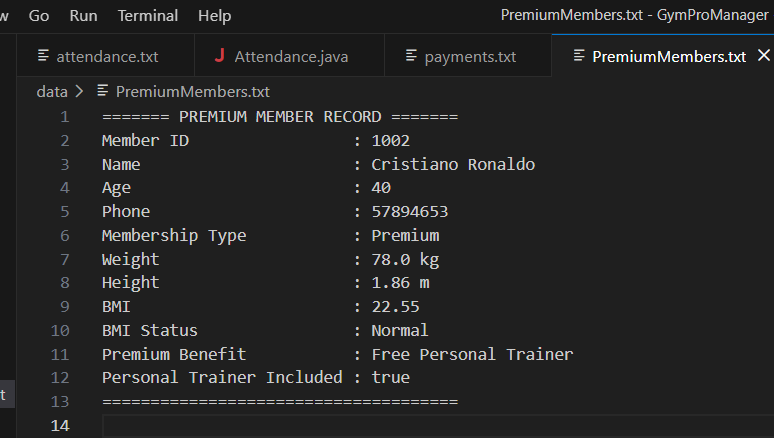 w Go Run Terminal Help PremiumMembers.txt - GymProManager
attendance.txt Attendance.java payments.txt PremiumMembers.txt
data > PremiumMembers.txt
1 ======= PREMIUM MEMBER RECORD =======
2 Member ID : 1002
3 Name : Cristiano Ronaldo
4 Age : 40
5 Phone : 57894653
6 Membership Type : Premium
7 Weight : 78.0 kg
8 Height : 1.86 m
9 BMI : 22.55
10 BMI Status : Normal
11 Premium Benefit : Free Personal Trainer
t
12 Personal Trainer Included : true
13 =====================================
14